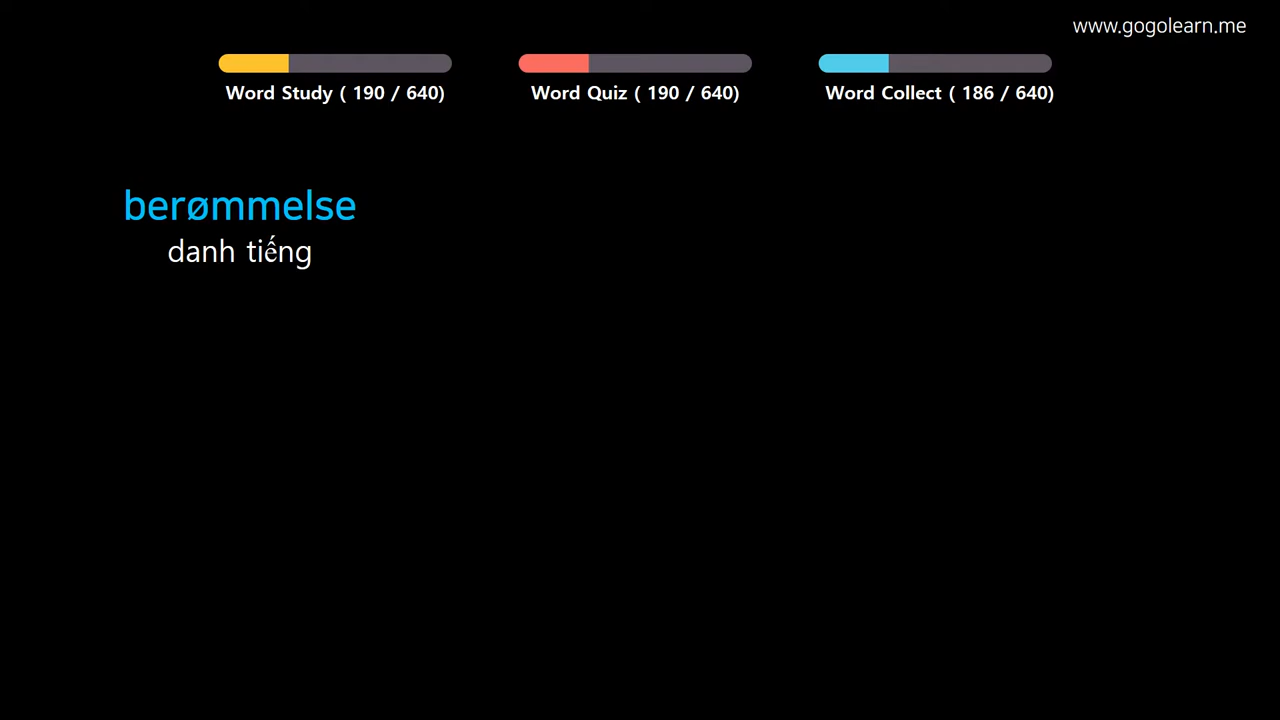 www.gogolearn.me
Word Study ( 190 / 640)
Word Quiz ( 190 / 640)
Word Collect ( 186 / 640)
berømmelse
danh tiếng